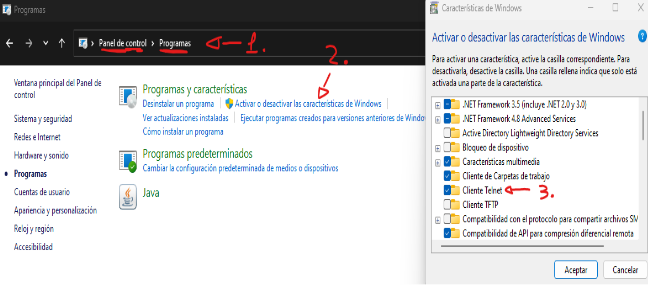 Programas
Panel de control > Programas
1.
2.
Ventana principal del Panel de
control
Sistema y seguridad
Redes e Internet
Hardware y sonido
Programas
Cuentas de usuario
Apariencia y personalización
Reloj y región
Accesibilidad
Programas y características
Desinstalar un programa
Activar o desactivar las características de Windows
Ver actualizaciones instaladas
Ejecutar programas creados para versiones anteriores de Windo
Cómo instalar un programa
Programas predeterminados
Cambiar la configuración predeterminada de medios o dispositivos
Java
Características de Windows
Activar o desactivar las características de Windows
Para activar una característica, active la casilla correspondiente. Para
desactivarla, desactive la casilla. Una casilla rellena indica que solo está
activada una parte de la característica.
.NET Framework 3.5 (incluye .NET 2.0 y 3.0)
.NET Framework 4.8 Advanced Services
Active Directory Lightweight Directory Services
Bloqueo de dispositivo
Características multimedia
Cliente de Carpetas de trabajo
Cliente Telnet
3.
Cliente TFTP
Compatibilidad con el protocolo para compartir archivos SM
Compatibilidad de API para compresión diferencial remota
Aceptar
Cancelar